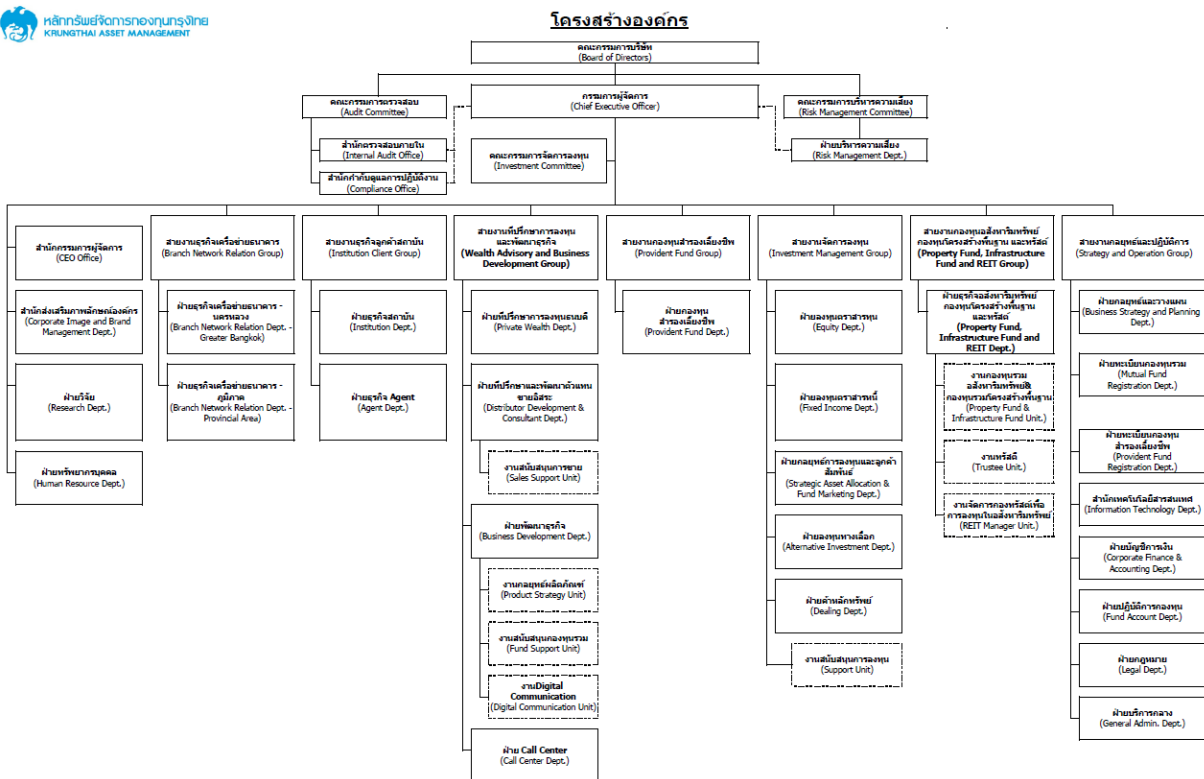 หลักทรัพย์จัดการกองทุนกรุงไทย
KRUNGTHAI ASSET MANAGEMENT
โครงสร้างองค์กร
คณะกรรมการบริษัท
(Board of Directors)
คณะกรรมการตรวจสอบ
(Audit Committee)
กรรมการผู้จัดการ
(Chief Executive Officer)
คณะกรรมการบริหารความเสี่ยง
(Risk Management Committee)
สำนักตรวจสอบภายใน
(Internal Audit Office)
คณะกรรมการจัดการลงทุน
(Investment Committee)
ฝ่ายบริหารความเสี่ยง
(Risk Management Dept.)
สำนักกำกับดูแลการปฏิบัติงาน
(Compliance Office)
สำนักกรรมการผู้จัดการ
(CEO Office)
สำนักส่งเสริมภาพลักษณ์องค์กร
(Corporate Image and Brand
Management Dept.)
ฝ่ายวิจัย
(Research Dept.)
ฝ่ายทรัพยากรบุคคล
(Human Resource Dept.)
สายงานธุรกิจเครือข่ายธนาคาร
(Branch Network Relation Group)
ฝ่ายธุรกิจเครือข่ายธนาคาร -
นครหลวง
(Branch Network Relation Dept. -
Greater Bangkok)
ฝ่ายธุรกิจเครือข่ายธนาคาร -
ภูมิภาค
(Branch Network Relation Dept. -
Provincial Area)
สายงานธุรกิจลูกค้าสถาบัน
(Institution Client Group)
ฝ่ายธุรกิจสถาบัน
(Institution Dept.)
ฝ่ายธุรกิจ Agent
(Agent Dept.)
สายงานที่ปรึกษาการลงทุน
และพัฒนาธุรกิจ
(Wealth Advisory and Business
Development Group)
ฝ่ายที่ปรึกษาการลงทุนธนบดี
(Private Wealth Dept.)
ฝ่ายที่ปรึกษาและพัฒนาตัวแทน
ขายอิสระ
(Distributor Development &
Consultant Dept.)
งานสนับสนุนการขาย
(Sales Support Unit)
ฝ่ายพัฒนาธุรกิจ
(Business Development Dept.)
งานกลยุทธ์ผลิตภัณฑ์
(Product Strategy Unit)
งานสนับสนุนกองทุนรวม
(Fund Support Unit)
งานDigital
Communication
(Digital Communication Unit)
ฝ่าย Call Center
(Call Center Dept.)
สายงานกองทุนสำรองเลี้ยงชีพ
(Provident Fund Group)
ฝ่ายกองทุน
สำรองเลี้ยงชีพ
(Provident Fund Dept.)
สายงานจัดการลงทุน
(Investment Management Group)
ฝ่ายลงทุนตราสารทุน
(Equity Dept.)
ฝ่ายลงทุนตราสารหนี้
(Fixed Income Dept.)
ฝ่ายกลยุทธ์การลงทุนและลูกค้า
สัมพันธ์
(Strategic Asset Allocation &
Fund Marketing Dept.)
ฝ่ายลงทุนทางเลือก
(Alternative Investment Dept.)
ฝ่ายค้าหลักทรัพย์
(Dealing Dept.)
งานสนับสนุนการลงทุน
(Support Unit)
สายงานกองทุนอสังหาริมทรัพย์
กองทุนโครงสร้างพื้นฐาน และทรัสต์
(Property Fund, Infrastructure
Fund and REIT Group)
ฝ่ายธุรกิจอสังหาริมทรัพย์
กองทุนโครงสร้างพื้นฐาน
และทรัสต์
(Property Fund,
Infrastructure Fund and
REIT Dept.)
งานกองทุนรวม
อสังหาริมทรัพย์&
กองทุนรวมโครงสร้างพื้นฐาน
(Property Fund &
Infrastructure Fund Unit.)
งานทรัสตี
(Trustee Unit.)
งานจัดการกองทรัสต์เพื่อ
การลงทุนในอสังหาริมทรัพย์
(REIT Manager Unit.)
สายงานกลยุทธ์และปฏิบัติการ
(Strategy and Operation Group)
ฝ่ายกลยุทธ์และวางแผน
(Business Strategy and Planning
Dept.)
ฝ่ายทะเบียนกองทุนรวม
(Mutual Fund
Registration Dept.)
ฝ่ายทะเบียนกองทุน
สำรองเลี้ยงชีพ
(Provident Fund
Registration Dept.)
สำนักเทคโนโลยีสารสนเทศ
(Information Technology Dept.)
ฝ่ายบัญชีการเงิน
(Corporate Finance &
Accounting Dept.)
ฝ่ายปฏิบัติการกองทุน
(Fund Account Dept.)
ฝ่ายกฎหมาย
(Legal Dept.)
ฝ่ายบริการกลาง
(General Admin. Dept.)